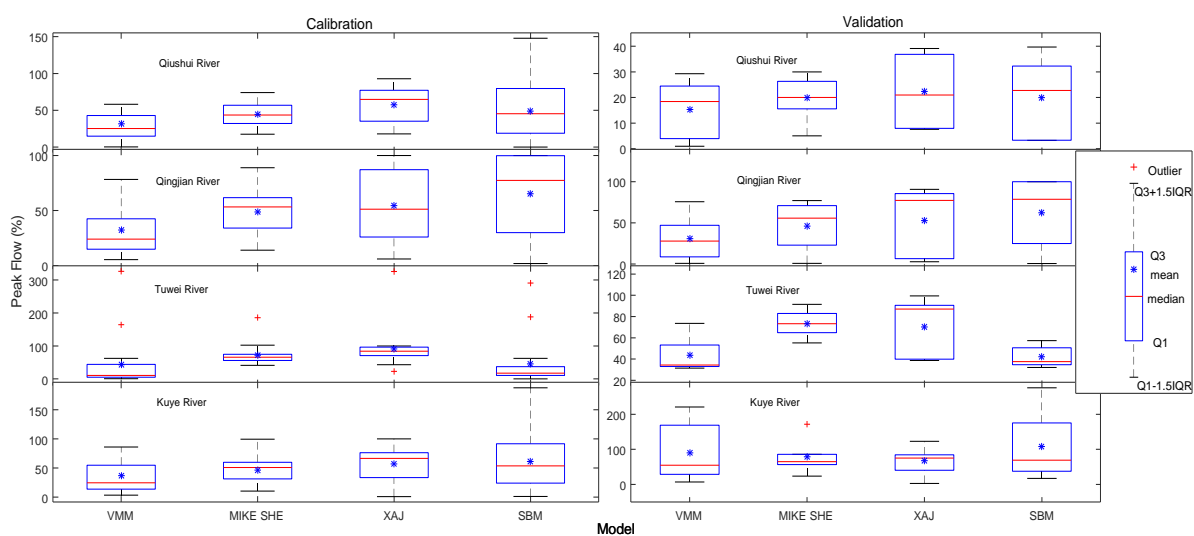 Calibration
Validation
Peak Flow (%)
150
100
50
0
Qiushui River
100
50
0
Qingjian River
300
200
100
0
Tuwei River
150
100
50
0
Kuye River
VMM
MIKE SHE
XAJ
SBM
40
30
20
10
0
Qiushui River
100
50
0
Qingjian River
120
100
80
60
40
20
Tuwei River
200
100
0
Kuye River
VMM
MIKE SHE
XAJ
SBM
Model
Outlier
Q3+1.5IQR
Q3
mean
median
Q1
Q1-1.5IQR